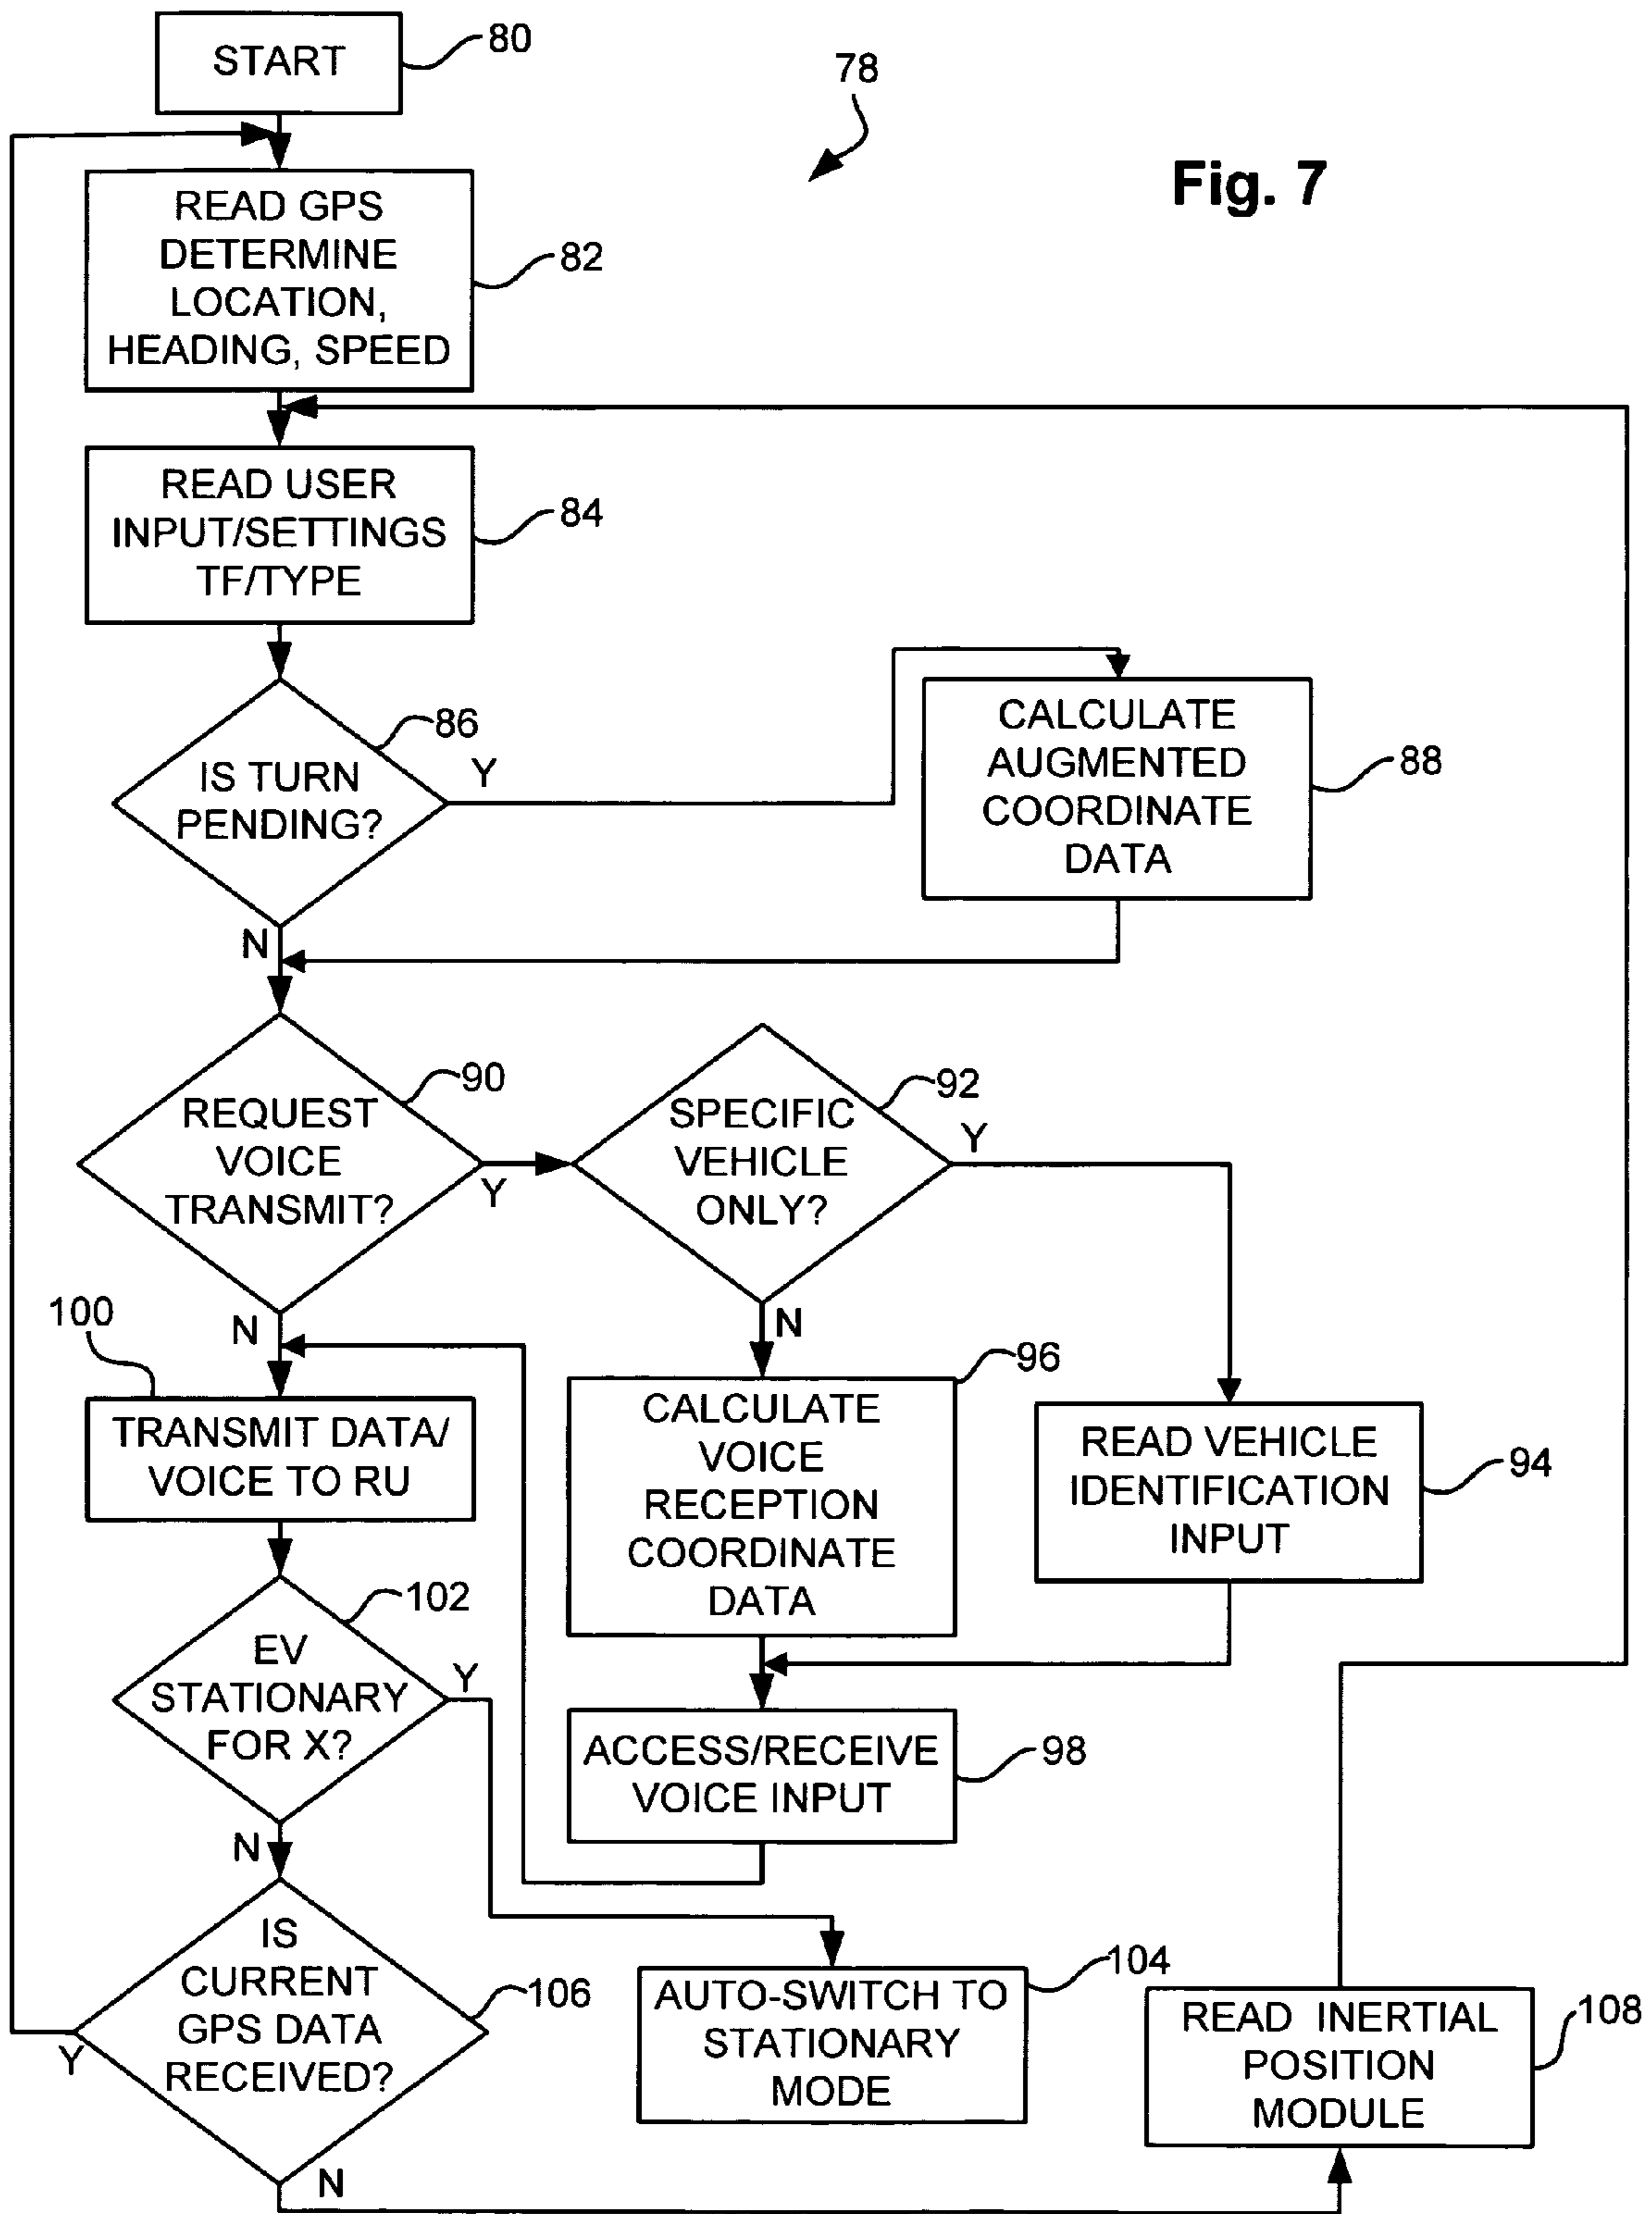 START
80
78
Fig. 7
READ GPS
DETERMINE
LOCATION,
HEADING, SPEED
82
READ USER
INPUT/SETTINGS
TF/TYPE
84
IS TURN
PENDING?
86
Y
N
CALCULATE
AUGMENTED
COORDINATE
DATA
88
REQUEST
VOICE
TRANSMIT?
90
Y
N
SPECIFIC
VEHICLE
ONLY?
92
Y
N
100
TRANSMIT DATA/
VOICE TO RU
CALCULATE
VOICE
RECEPTION
COORDINATE
DATA
96
READ VEHICLE
IDENTIFICATION
INPUT
94
EV
STATIONARY
FOR X?
102
Y
N
ACCESS/RECEIVE
VOICE INPUT
98
IS
CURRENT
GPS DATA
RECEIVED?
106
Y
N
AUTO-SWITCH TO
STATIONARY
MODE
104
READ INERTIAL
POSITION
MODULE
108